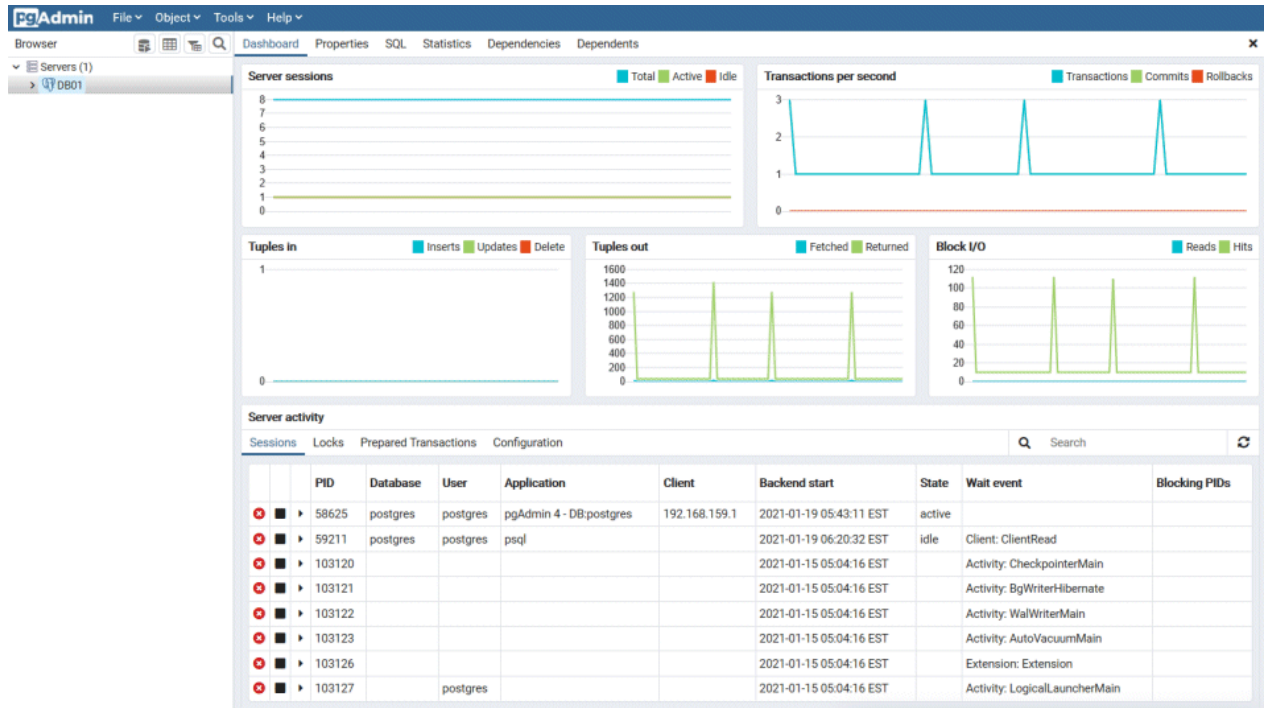 pgAdmin File Object Tools Help
Browser Dashboard Properties SQL Statistics Dependencies Dependents
Servers (1)
DB01
Server sessions Total Active Idle
8
7
6
5
4
3
2
1
0
Transactions per second Transactions Commits Rollbacks
3
2
1
0
Tuples in Inserts Updates Delete
1
0
Tuples out Fetched Returned
1600
1400
1200
1000
800
600
400
200
0
Block I/O Reads Hits
120
100
80
60
40
20
0
Server activity
Sessions Locks Prepared Transactions Configuration Search
PID Database User Application Client Backend start State Wait event Blocking PIDs
58625 postgres postgres pgAdmin 4 - DB:postgres 192.168.159.1 2021-01-19 05:43:11 EST active
59211 postgres postgres psql 2021-01-19 06:20:32 EST idle Client: ClientRead
103120 2021-01-15 05:04:16 EST Activity: CheckpointerMain
103121 2021-01-15 05:04:16 EST Activity: BgWriterHibernate
103122 2021-01-15 05:04:16 EST Activity: WalWriterMain
103123 2021-01-15 05:04:16 EST Activity: AutoVacuumMain
103126 2021-01-15 05:04:16 EST Extension: Extension
103127 postgres 2021-01-15 05:04:16 EST Activity: LogicalLauncherMain